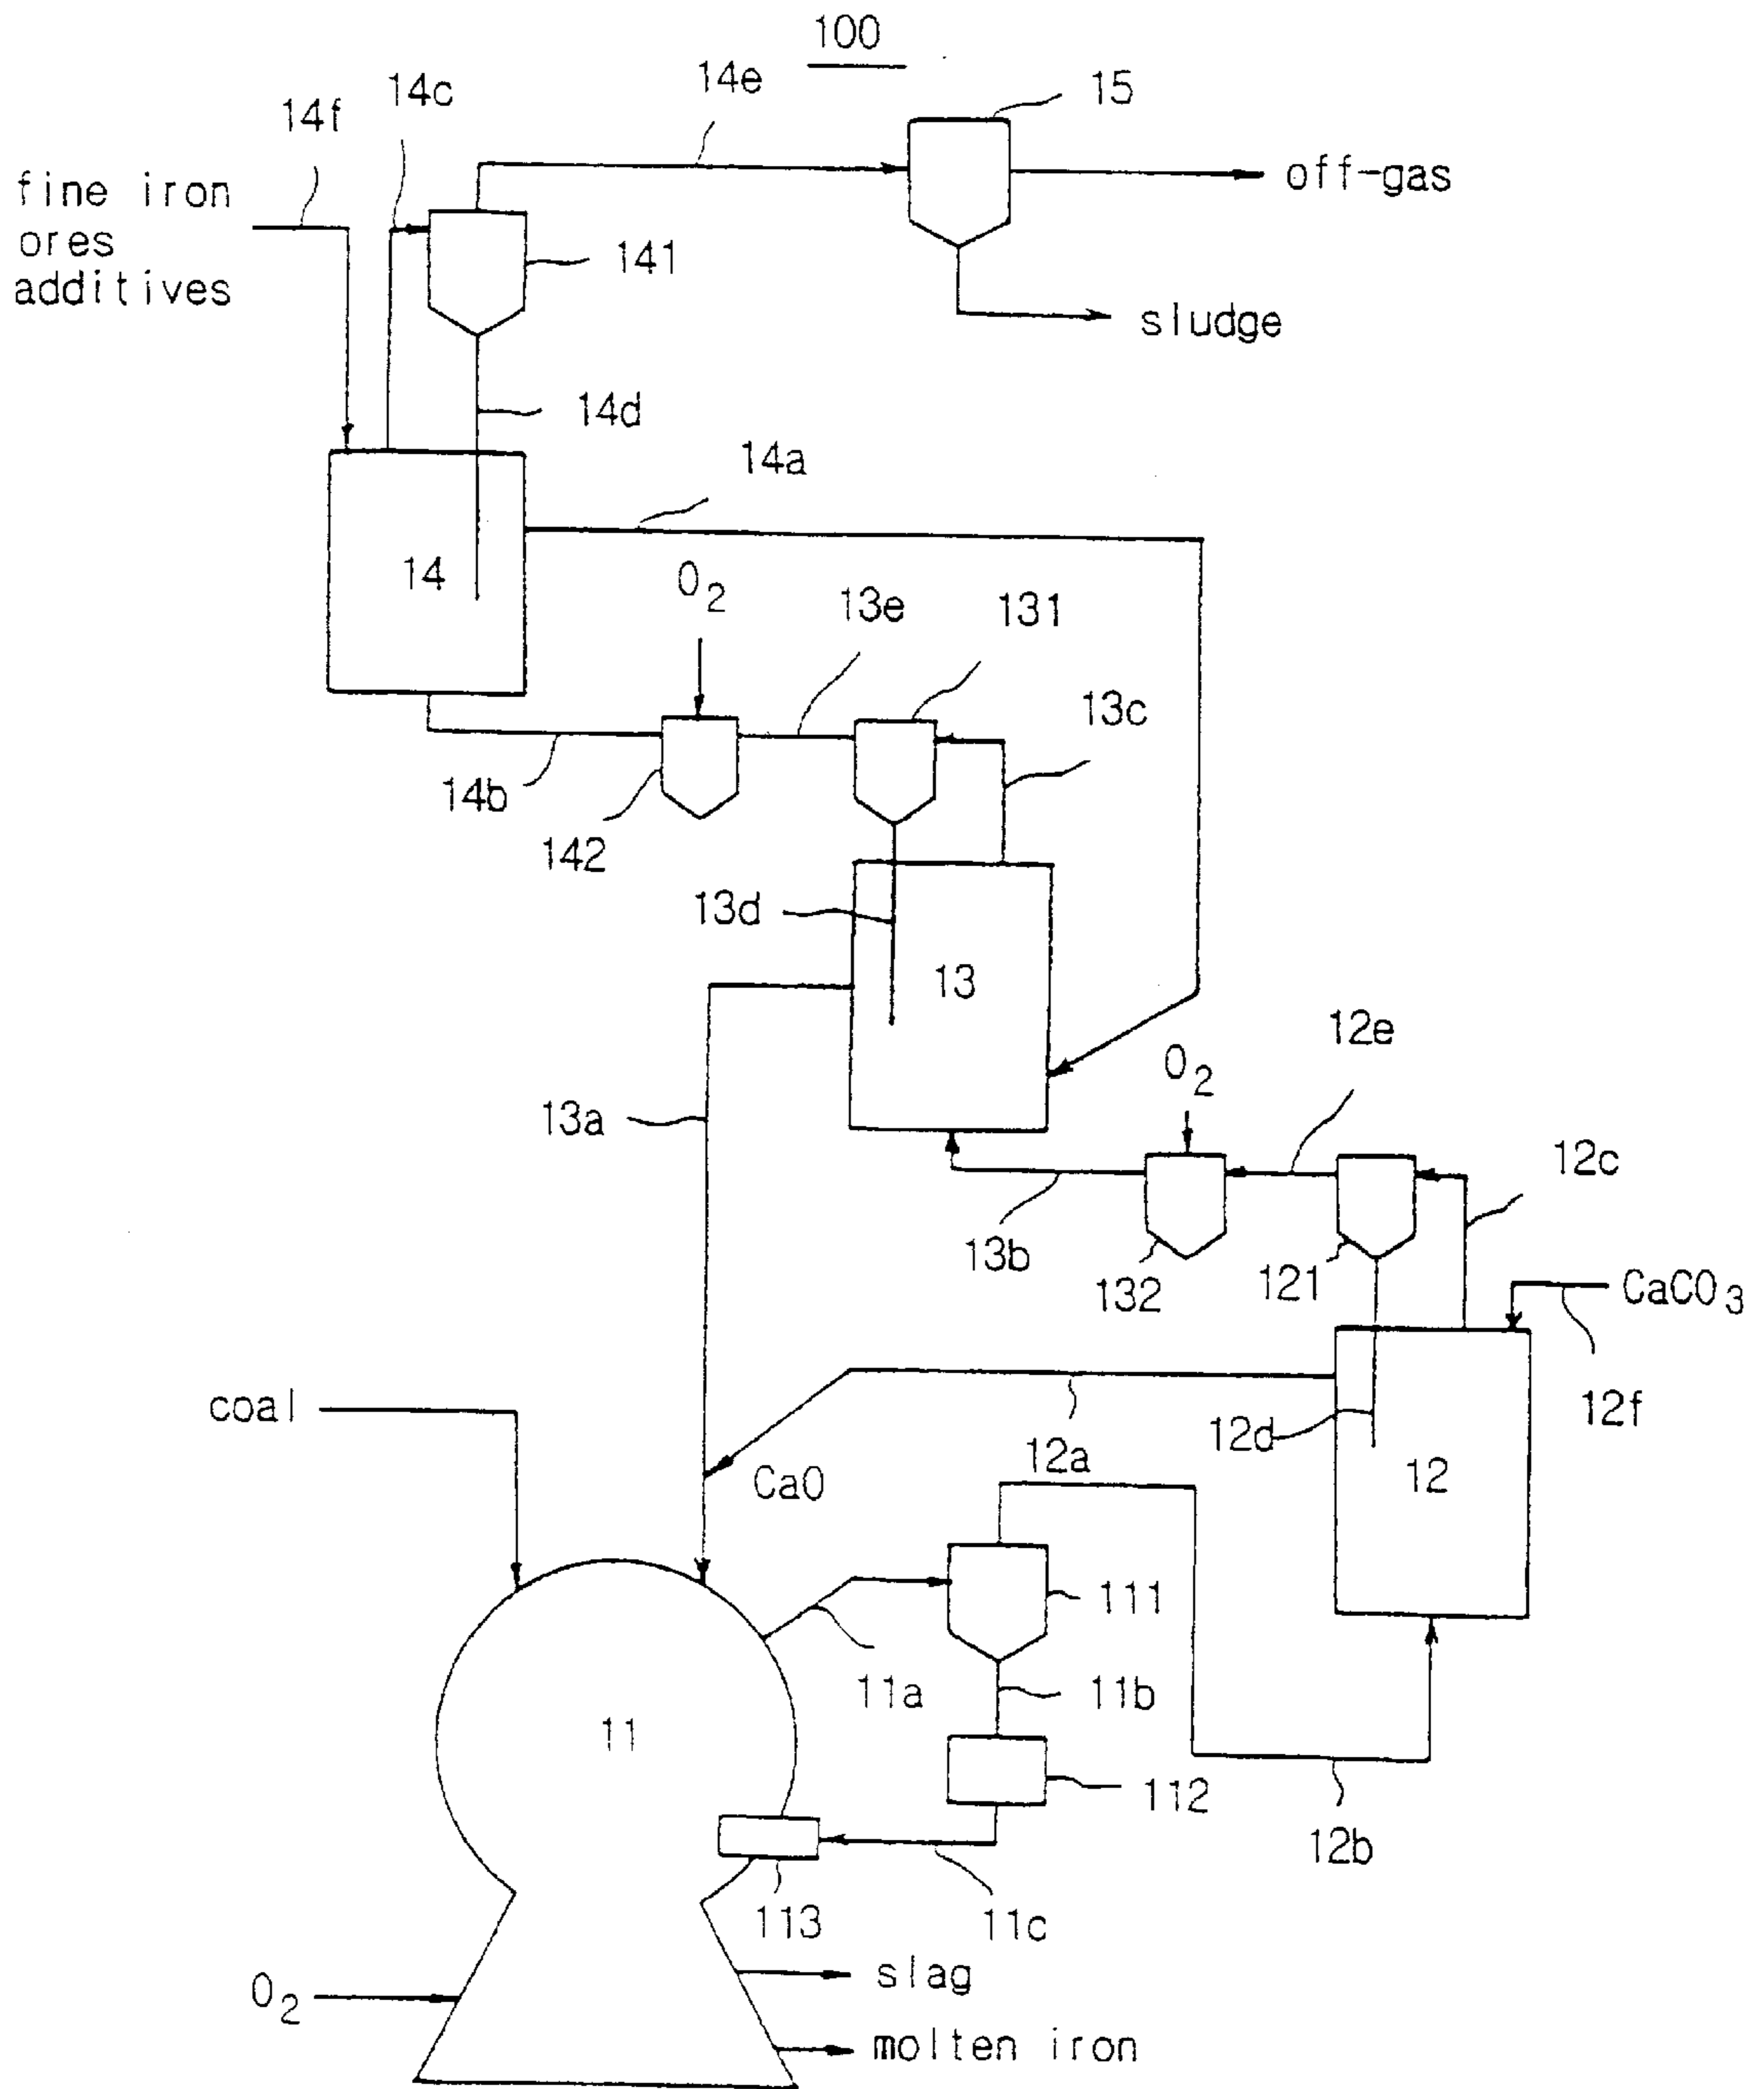 100
14e
15
14c
14f
off-gas
fine iron
ores
additives
141
sludge
14d
14a
14
O2
13e
131
13c
14b
142
13d
13
12e
O2
13a
12c
13b
132
121
CaCO3
coal
12d
12f
12a
12
CaO
111
11a
11b
11
112
12b
113
11c
slag
O2
molten iron